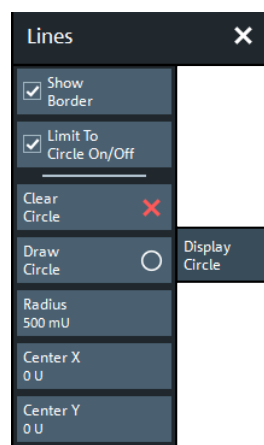 Lines
Show
Border
Limit To
Circle On/Off
Clear
Circle
Draw
Circle
Display
Circle
Radius
500 mU
Center X
0 U
Center Y
0 U